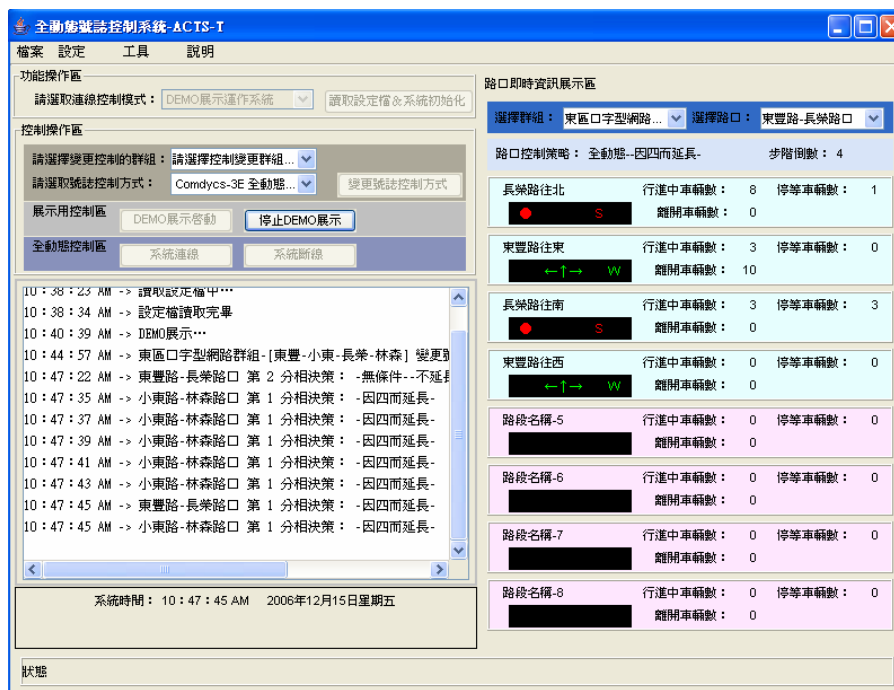 全動態號誌控制系統-ACTS-T
檔案 設定 工具 說明
功能操作區
請選取連線控制模式： DEMO展示運作系統 讀取設定檔＆系統初始化
控制操作區
請選擇變更控制的群組： 請選擇控制變更群組...
請選取號誌控制方式： Comdycs-3E 全動態... 變更號誌控制方式
展示用控制區 DEMO展示啓動 停止DEMO展示
全動態控制區 系統連線 系統斷線
10：38：23 AM -> 讀取設定檔中…
10：38：34 AM -> 設定檔讀取完畢
10：40：39 AM -> DEMO展示…
10：44：57 AM -> 東區口字型網路群組-[東豐-小東-長榮-林森] 變更
10：47：22 AM -> 東豐路-長榮路口 第 2 分相決策： -無條件--不延
10：47：35 AM -> 小東路-林森路口 第 1 分相決策： -因四而延長-
10：47：37 AM -> 小東路-林森路口 第 1 分相決策： -因四而延長-
10：47：39 AM -> 小東路-林森路口 第 1 分相決策： -因四而延長-
10：47：41 AM -> 小東路-林森路口 第 1 分相決策： -因四而延長-
10：47：43 AM -> 小東路-林森路口 第 1 分相決策： -因四而延長-
10：47：45 AM -> 東豐路-長榮路口 第 1 分相決策： -因四而延長-
10：47：45 AM -> 小東路-林森路口 第 1 分相決策： -因四而延長-
系統時間： 10：47：45 AM 2006年12月15日星期五
狀態
路口即時資訊展示區
選擇群組： 東區口字型網路... 選擇路口： 東豐路-長榮路口
路口控制策略： 全動態--因四而延長- 步階倒數： 4
長榮路往北 行進中車輛數： 8 停等車輛數： 1
● S 離開車輛數： 0
東豐路往東 行進中車輛數： 3 停等車輛數： 0
←↑→ W 離開車輛數： 10
長榮路往南 行進中車輛數： 3 停等車輛數： 3
● S 離開車輛數： 0
東豐路往西 行進中車輛數： 0 停等車輛數： 0
←↑→ W 離開車輛數： 0
路段名稱-5 行進中車輛數： 0 停等車輛數： 0
離開車輛數： 0
路段名稱-6 行進中車輛數： 0 停等車輛數： 0
離開車輛數： 0
路段名稱-7 行進中車輛數： 0 停等車輛數： 0
離開車輛數： 0
路段名稱-8 行進中車輛數： 0 停等車輛數： 0
離開車輛數： 0